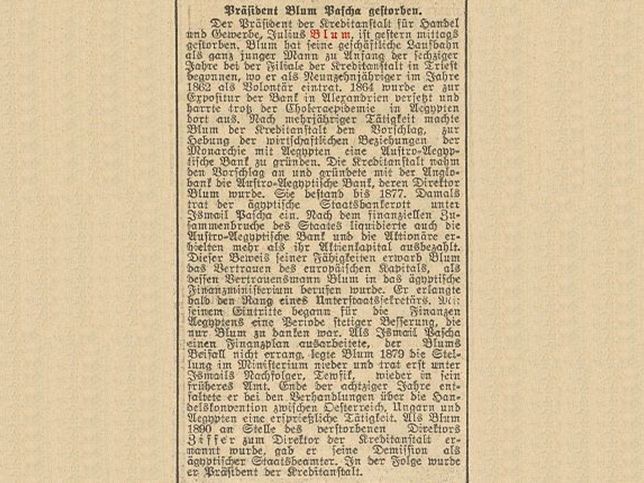 Präsident Blum Pascha gestorben.
Der Präsident der Kreditanstalt für Handel
und Gewerbe, Julius Blum, ist gestern mittags
gestorben. Blum hat seine geschäftliche Laufbahn
als ganz junger Mann zu Anfang der sechziger
Jahre bei der Filiale der Kreditanstalt in Triest
begonnen, wo er als Neunzehnjähriger im Jahre
1862 als Volontär eintrat. 1864 wurde er zur
Expositur der Bank in Alexandrien versetzt und
harrte trotz der Choleraepidemie in Aegypten
dort aus. Nach mehrjähriger Tätigkeit machte
Blum der Kreditanstalt den Vorschlag, zur
Hebung der wirtschaftlichen Beziehungen der
Monarchie mit Aegypten eine Austro-Aegyp-
tische Bank zu gründen. Die Kreditanstalt nahm
den Vorschlag an und gründete mit der Anglo-
bank die Austro-Aegyptische Bank, deren Direktor
Blum wurde. Sie bestand bis 1877. Damals
trat der ägyptische Staatsbankerott unter
Ismail Pascha ein. Nach dem finanziellen Zu-
sammenbruche des Staates liquidierte auch die
Austro-Aegyptische Bank und die Aktionäre er-
hielten mehr als ihr Aktienkapital ausbezahlt.
Dieser Beweis seiner Fähigkeiten erwarb Blum
das Vertrauen des europäischen Kapitals, als
dessen Vertrauensmann Blum in das ägyptische
Finanzministerium berufen wurde. Er erlangte
bald den Rang eines Unterstaatssekretärs. Mit
seinem Eintritte begann für die Finanzen
Aegyptens eine Periode stetiger Besserung, die
nur Blum zu danken war. Als Ismail Pascha
einen Finanzplan ausarbeitete, der Blums
Beifall nicht errang, legte Blum 1879 die Stel-
lung im Ministerium nieder und trat erst unter
Ismails Nachfolger, Tewfik, wieder in sein
früheres Amt. Ende der achtziger Jahre ent-
faltete er bei den Verhandlungen über die Han-
delskonvention zwischen Oesterreich, Ungarn und
Aegypten eine ersprießliche Tätigkeit. Als Blum
1890 an Stelle des verstorbenen Direktors
Ziffer zum Direktor der Kreditanstalt er-
nannt wurde, gab er seine Demission als
ägyptischer Staatsbeamter. In der Folge wurde
er Präsident der Kreditanstalt.